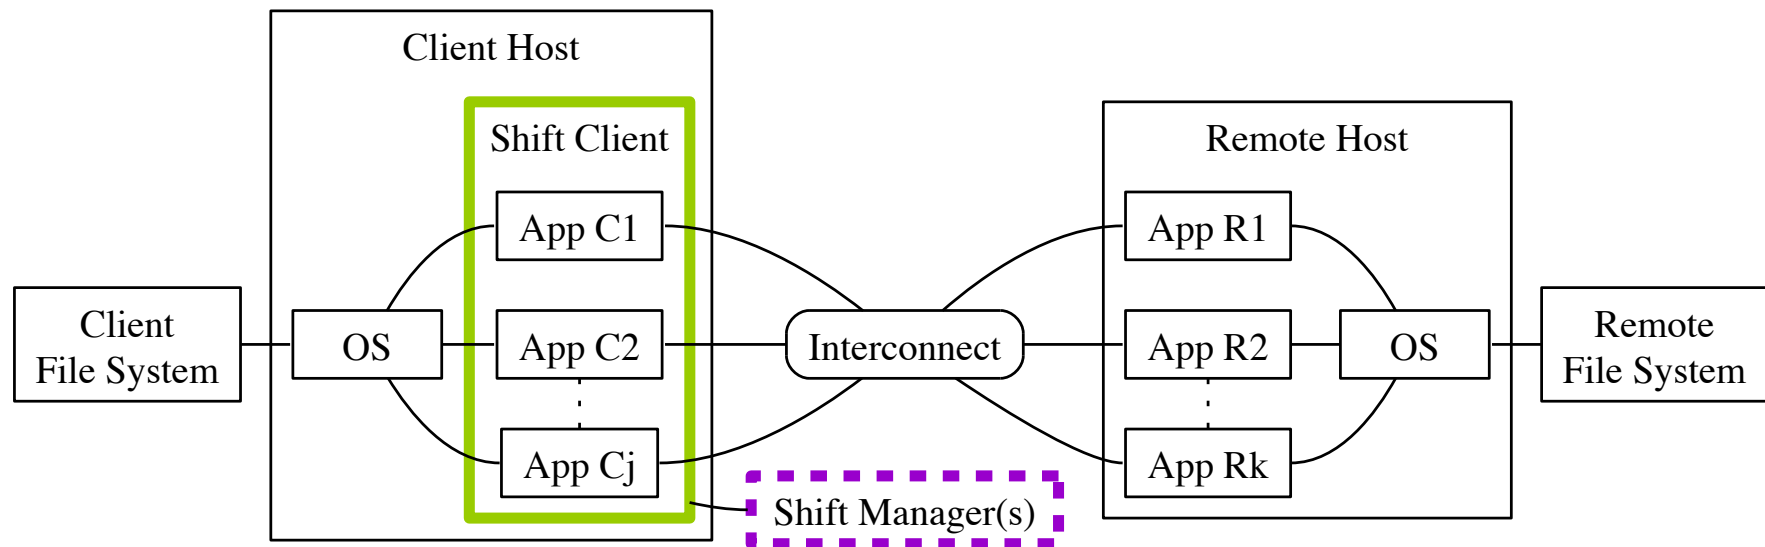 Client Host
Shift Client
Remote Host
App C1
App R1
Client
File System
OS
App C2
Interconnect
App R2
OS
Remote
File System
App Cj
App Rk
Shift Manager(s)